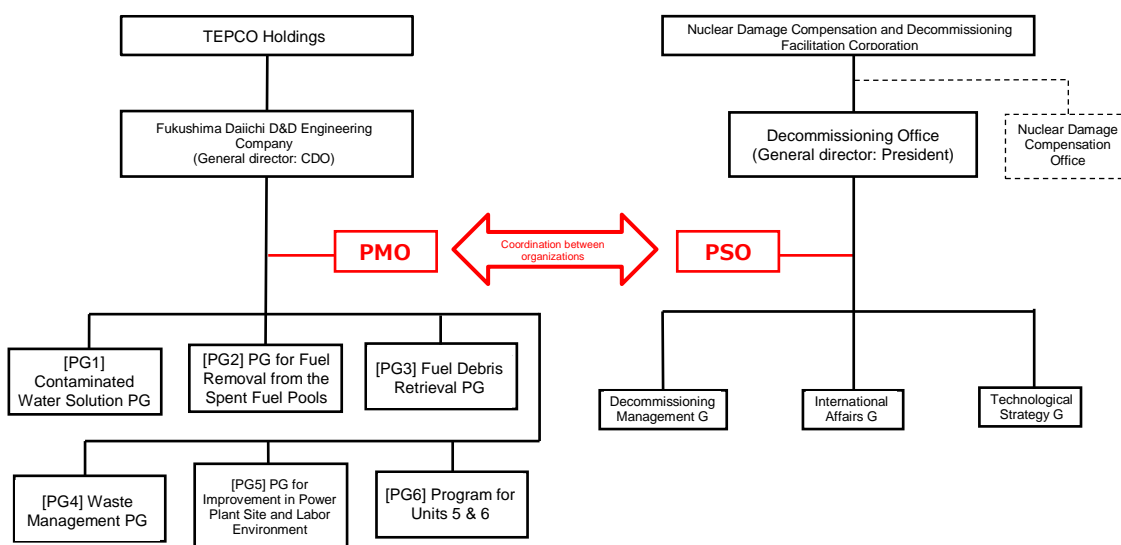 TEPCO Holdings
Nuclear Damage Compensation and Decommissioning
Facilitation Corporation
Fukushima Daiichi D&D Engineering
Company
(General director: CDO)
Decommissioning Office
(General director: President)
Nuclear Damage
Compensation
Office
PMO
Coordination between
organizations
PSO
[PG1]
Contaminated
Water Solution PG
[PG2] PG for Fuel
Removal from the
Spent Fuel Pools
[PG3] Fuel Debris
Retrieval PG
Decommissioning
Management G
International
Affairs G
Technological
Strategy G
[PG4] Waste
Management PG
[PG5] PG for
Improvement in Power
Plant Site and Labor
Environment
[PG6] Program for
Units 5 & 6